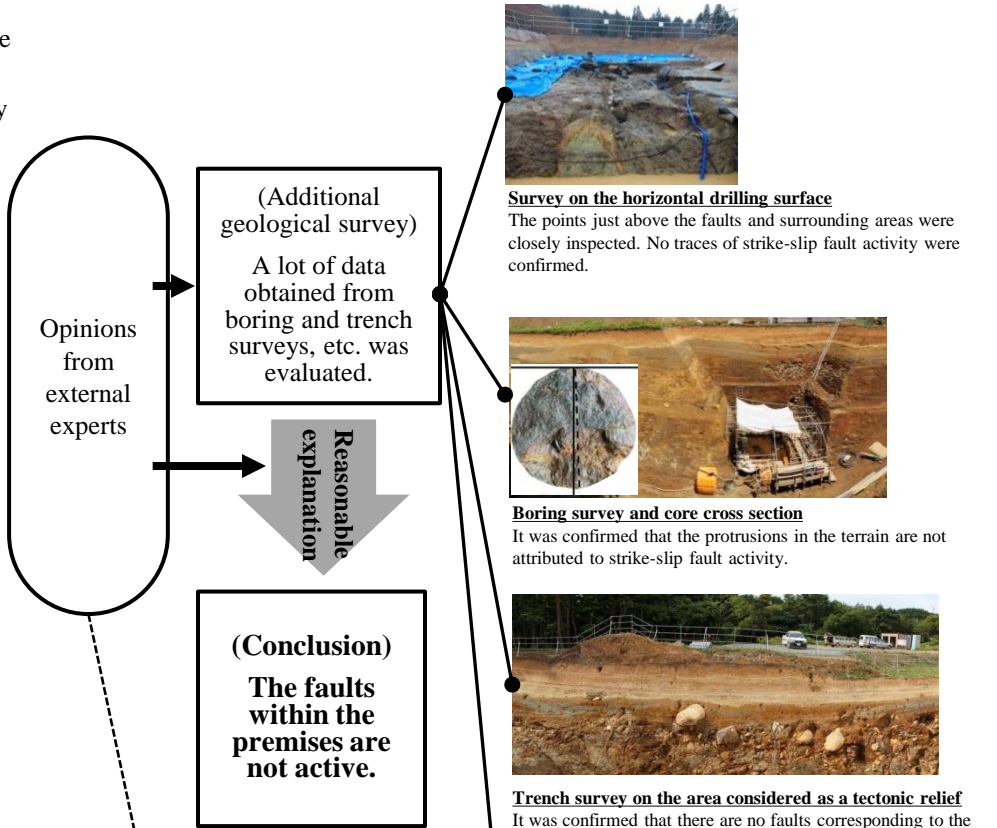 e
y
Opinions
from
external
experts
(Additional
geological survey)
A lot of data
obtained from
boring and trench
surveys, etc. was
evaluated.
Reasonable
explanation
(Conclusion)
The faults
within the
premises are
not active.
Survey on the horizontal drilling surface
The points just above the faults and surrounding areas were
closely inspected. No traces of strike-slip fault activity were
confirmed.
Boring survey and core cross section
It was confirmed that the protrusions in the terrain are not
attributed to strike-slip fault activity.
Trench survey on the area considered as a tectonic relief
It was confirmed that there are no faults corresponding to the